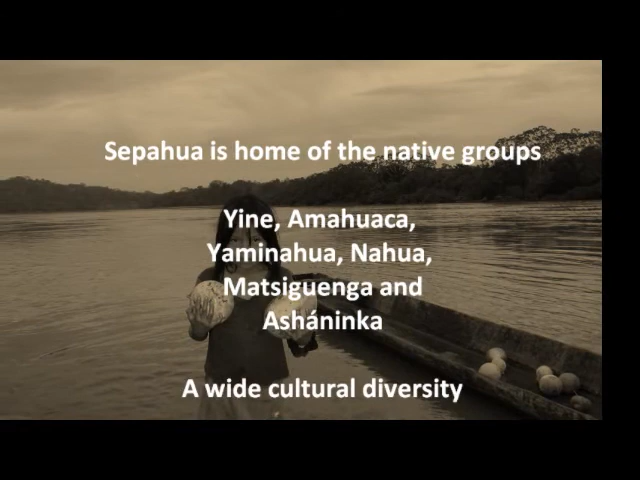 Sepahua is home of the native groups
Yine, Amahuaca,
Yaminahua, Nahua,
Matsiguenga and
Asháninka
A wide cultural diversity